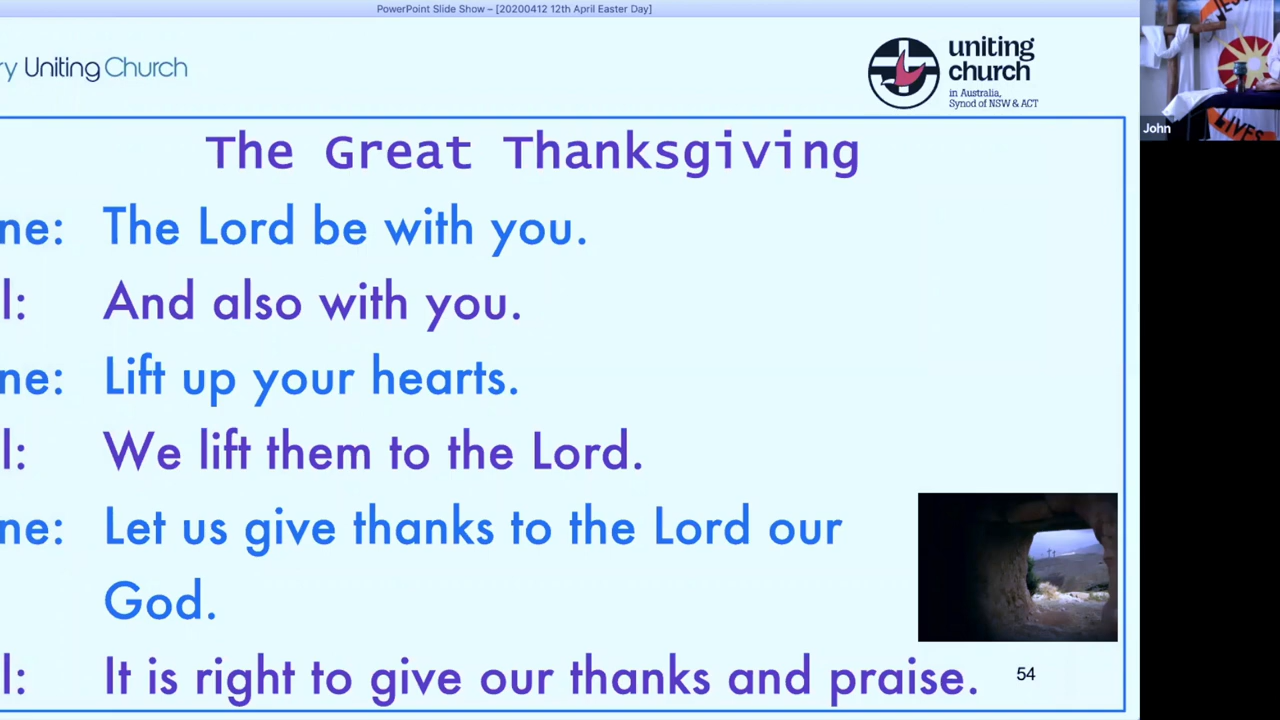 PowerPoint Slide Show – [20200412 12th April Easter Day]
ry Uniting Church
uniting
church
in Australia,
Synod of NSW & ACT
The Great Thanksgiving
ne: The Lord be with you.
l: And also with you.
ne: Lift up your hearts.
l: We lift them to the Lord.
ne: Let us give thanks to the Lord our
God.
l: It is right to give our thanks and praise.
54
John
LIVES